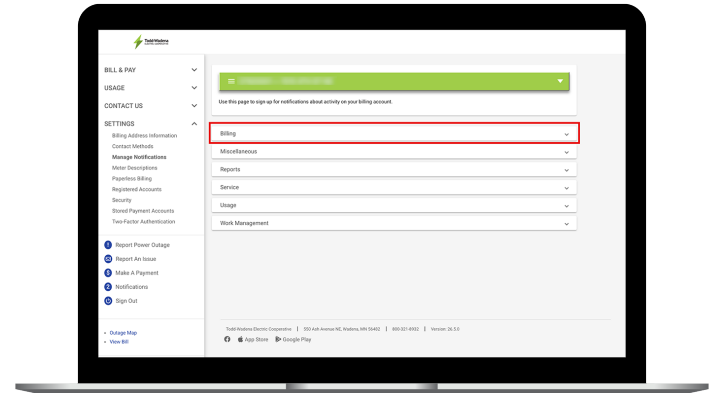 Todd Wadena
ELECTRIC COOPERATIVE
BILL & PAY
USAGE
CONTACT US
SETTINGS
Billing Address Information
Contact Methods
Manage Notifications
Meter Descriptions
Paperless Billing
Registered Accounts
Security
Stored Payment Accounts
Two-Factor Authentication
Report Power Outage
Report An Issue
Make A Payment
2 Notifications
Sign Out
Outage Map
View Bill
Use this page to sign up for notifications about activity on your billing account.
Billing
Miscellaneous
Reports
Service
Usage
Work Management
Todd Wadena Electric Cooperative | 550 Ash Avenue NE, Wadena, MN 56482 | 800-321-8932 | Version: 26.5.0
App Store Google Play